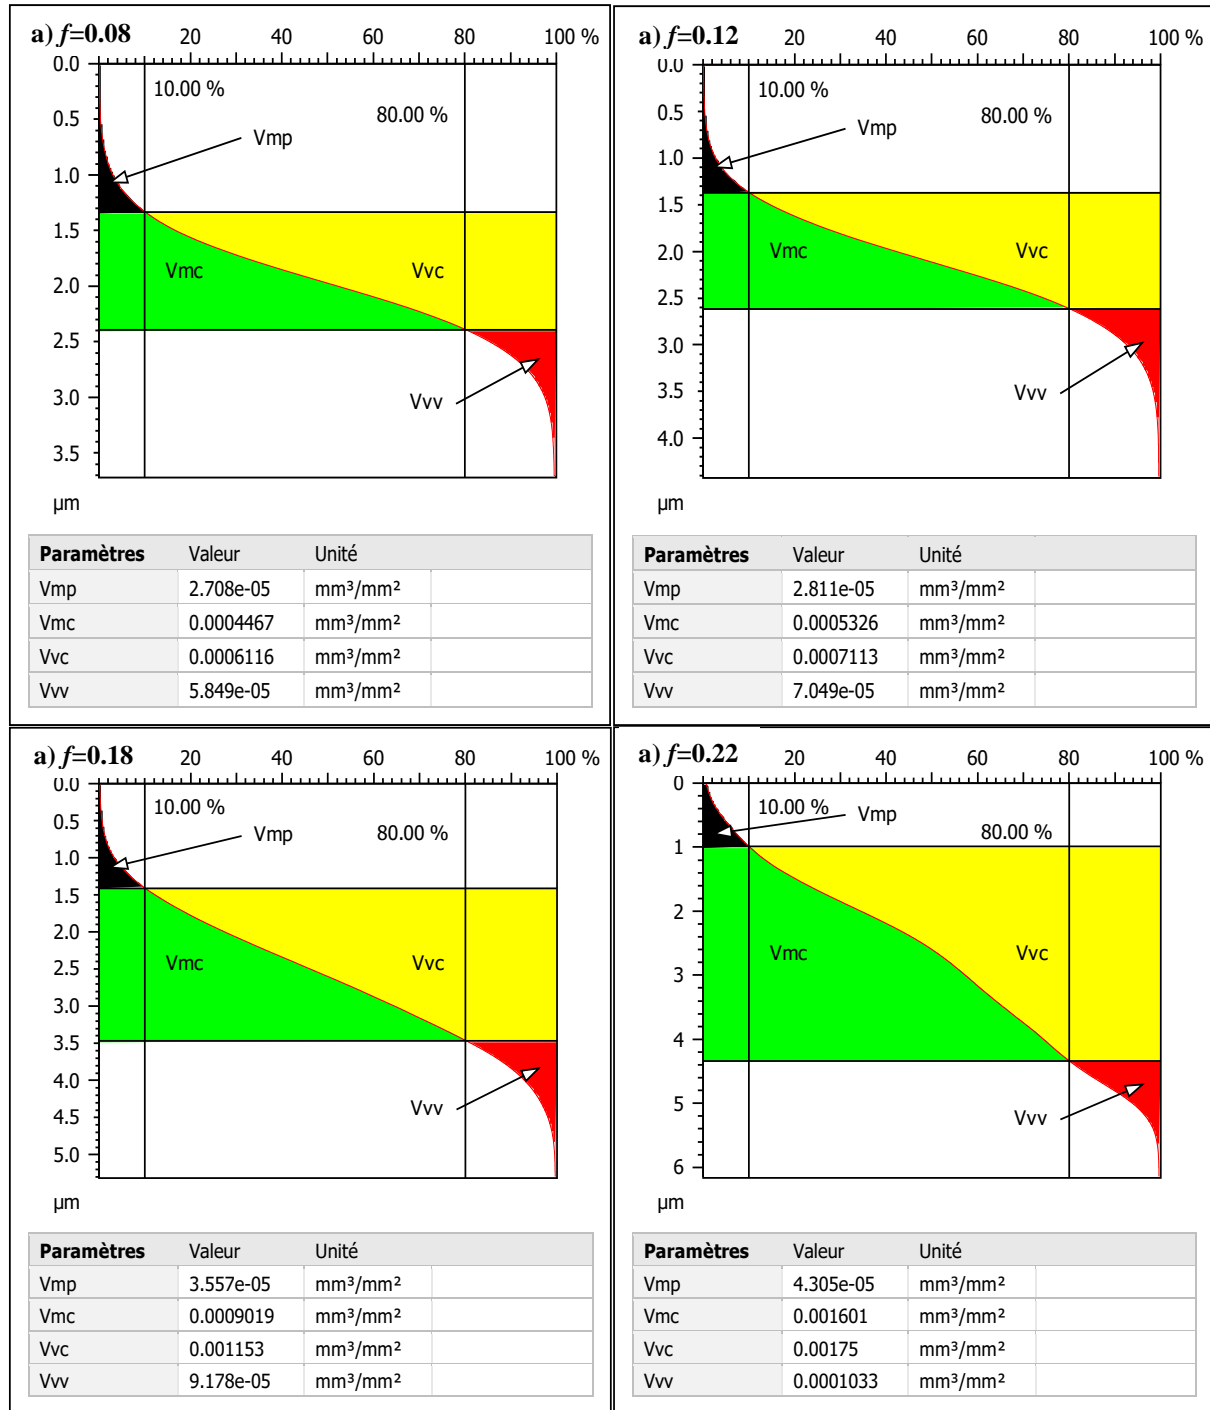 a) f=0.08 20 40 60 80 100 %
0.0
10.00 %
80.00 %
0.5
Vmp
1.0
1.5
Vmc Vvc
2.0
2.5
3.0
Vvv
3.5
µm
Paramètres Valeur Unité
Vmp 2.708e-05 mm³/mm²
Vmc 0.0004467 mm³/mm²
Vvc 0.0006116 mm³/mm²
Vvv 5.849e-05 mm³/mm²
a) f=0.12 20 40 60 80 100 %
0.0
10.00 %
0.5
80.00 %
Vmp
1.0
1.5
2.0
Vmc Vvc
2.5
3.0
3.5
Vvv
4.0
µm
Paramètres Valeur Unité
Vmp 2.811e-05 mm³/mm²
Vmc 0.0005326 mm³/mm²
Vvc 0.0007113 mm³/mm²
Vvv 7.049e-05 mm³/mm²
a) f=0.18 20 40 60 80 100 %
0.0
10.00 %
0.5
Vmp 80.00 %
1.0
1.5
2.0
2.5
Vmc Vvc
3.0
3.5
4.0
Vvv
4.5
5.0
µm
Paramètres Valeur Unité
Vmp 3.557e-05 mm³/mm²
Vmc 0.0009019 mm³/mm²
Vvc 0.001153 mm³/mm²
Vvv 9.178e-05 mm³/mm²
a) f=0.22 20 40 60 80 100 %
0
10.00 %
Vmp
80.00 %
1
2
Vmc Vvc
3
4
5
Vvv
6
µm
Paramètres Valeur Unité
Vmp 4.305e-05 mm³/mm²
Vmc 0.001601 mm³/mm²
Vvc 0.00175 mm³/mm²
Vvv 0.0001033 mm³/mm²